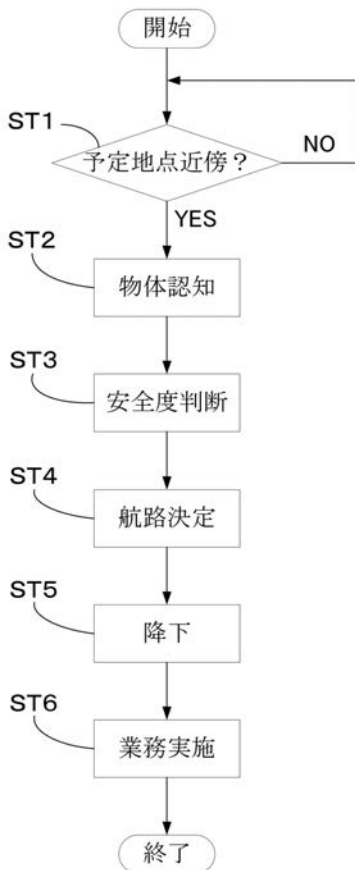 開始
ST1
予定地点近傍？
NO
YES
ST2
物体認知
ST3
安全度判断
ST4
航路決定
ST5
降下
ST6
業務実施
終了